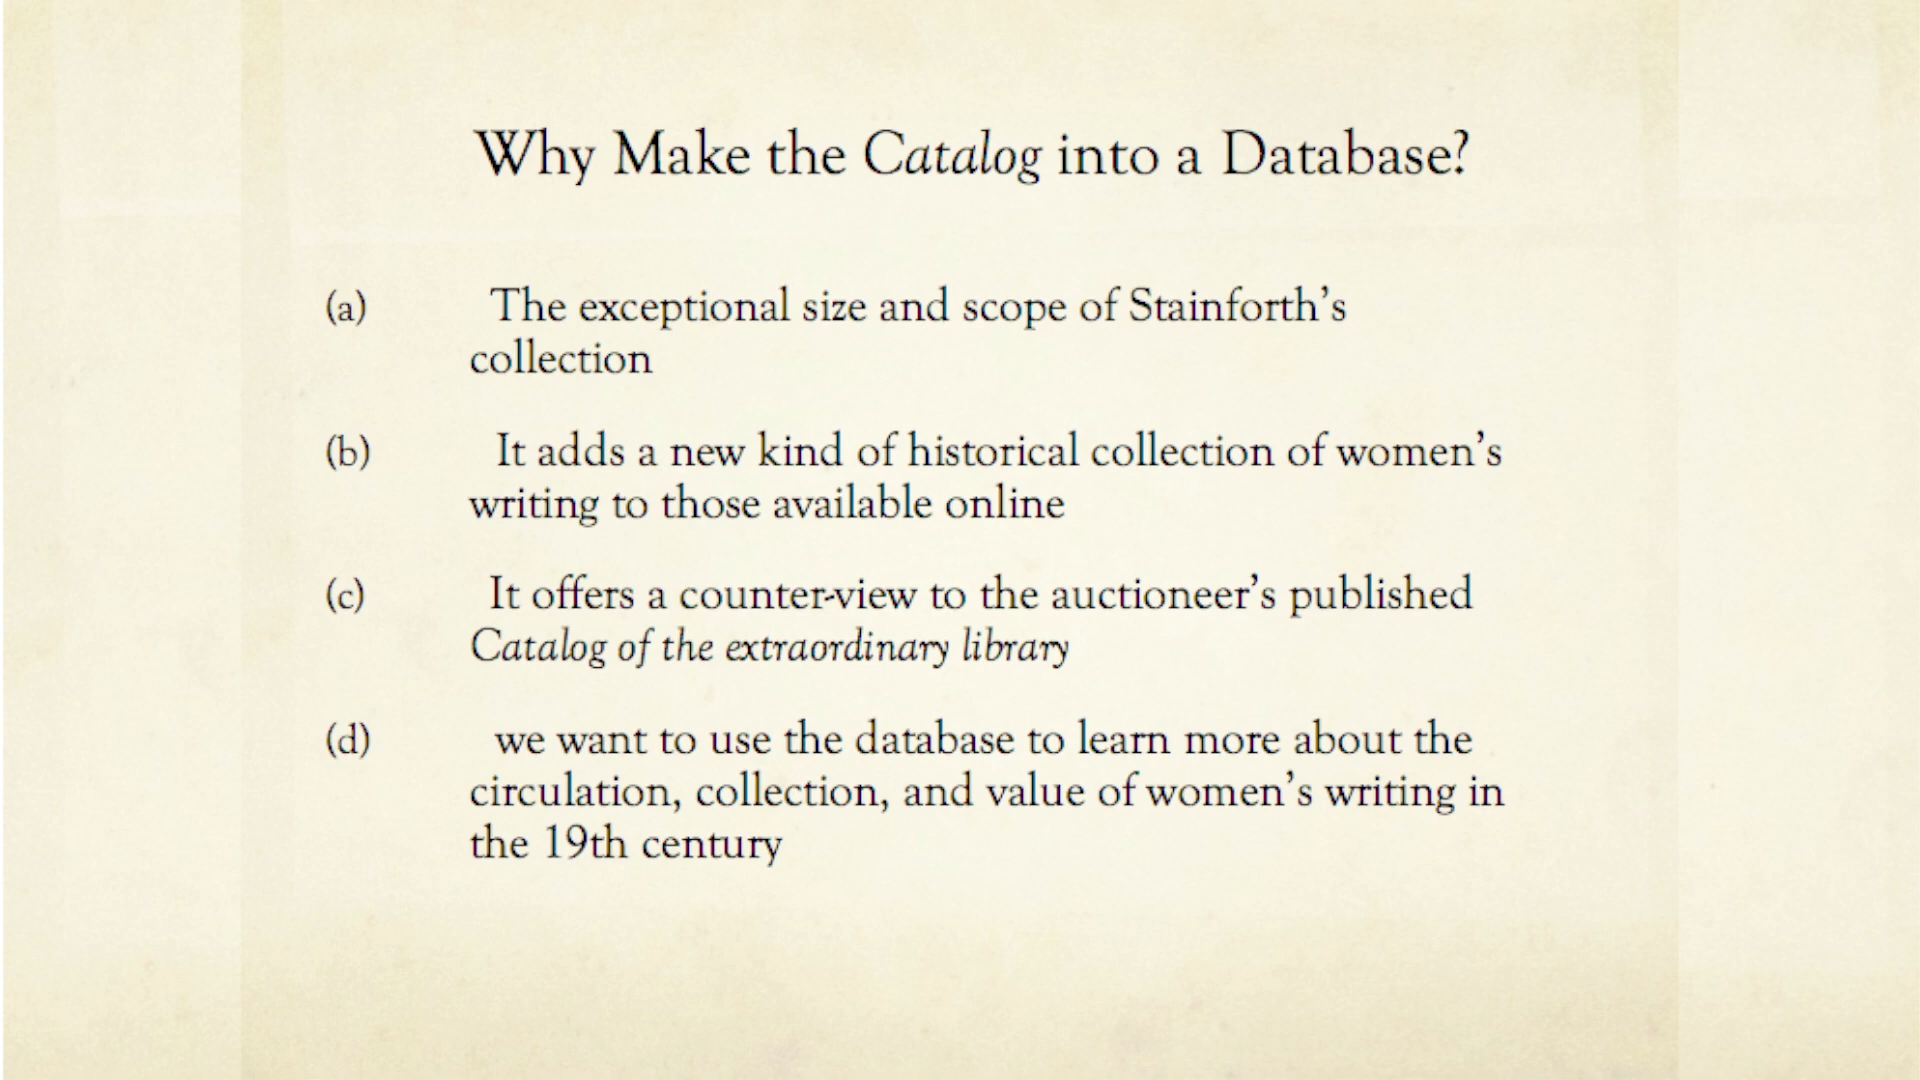 Why Make the Catalog into a Database?
(a) The exceptional size and scope of Stainforth's
collection
(b) It adds a new kind of historical collection of women's
writing to those available online
(c) It offers a counter-view to the auctioneer's published
Catalog of the extraordinary library
(d) we want to use the database to learn more about the
circulation, collection, and value of women's writing in
the 19th century